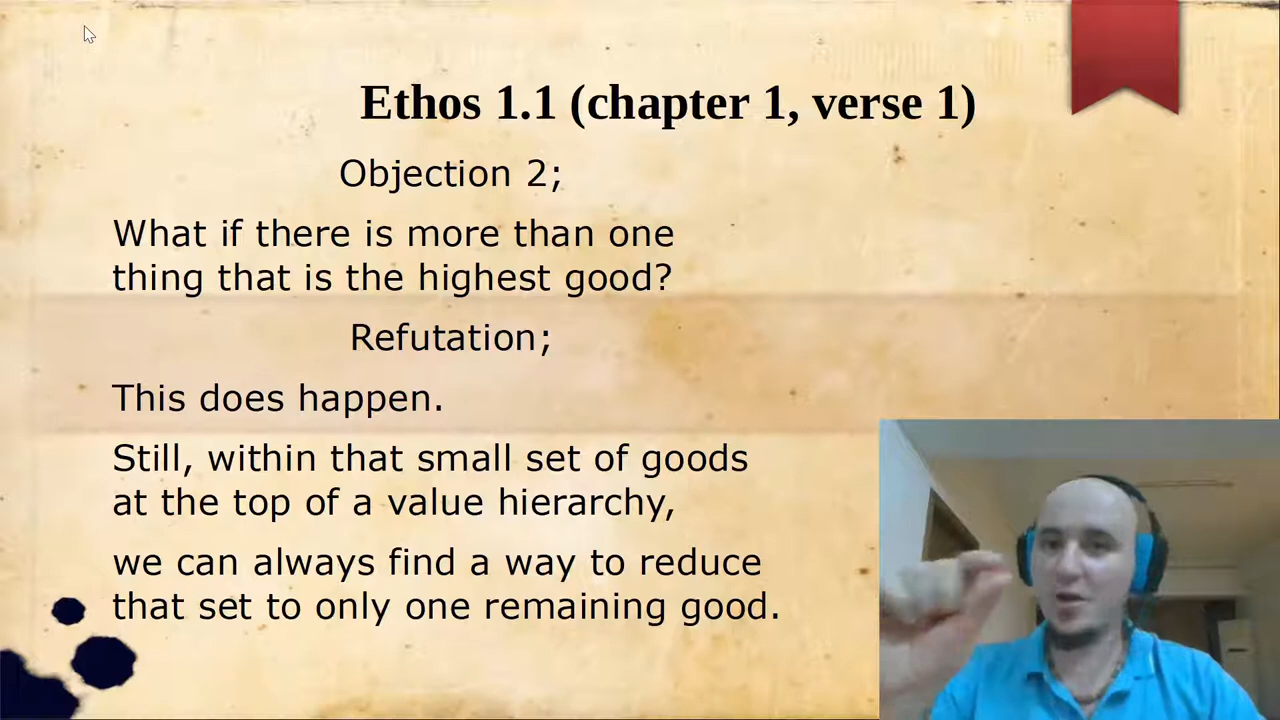 Ethos 1.1 (chapter 1, verse 1)
Objection 2;
What if there is more than one
thing that is the highest good?
Refutation;
This does happen.
Still, within that small set of goods
at the top of a value hierarchy,
we can always find a way to reduce
that set to only one remaining good.